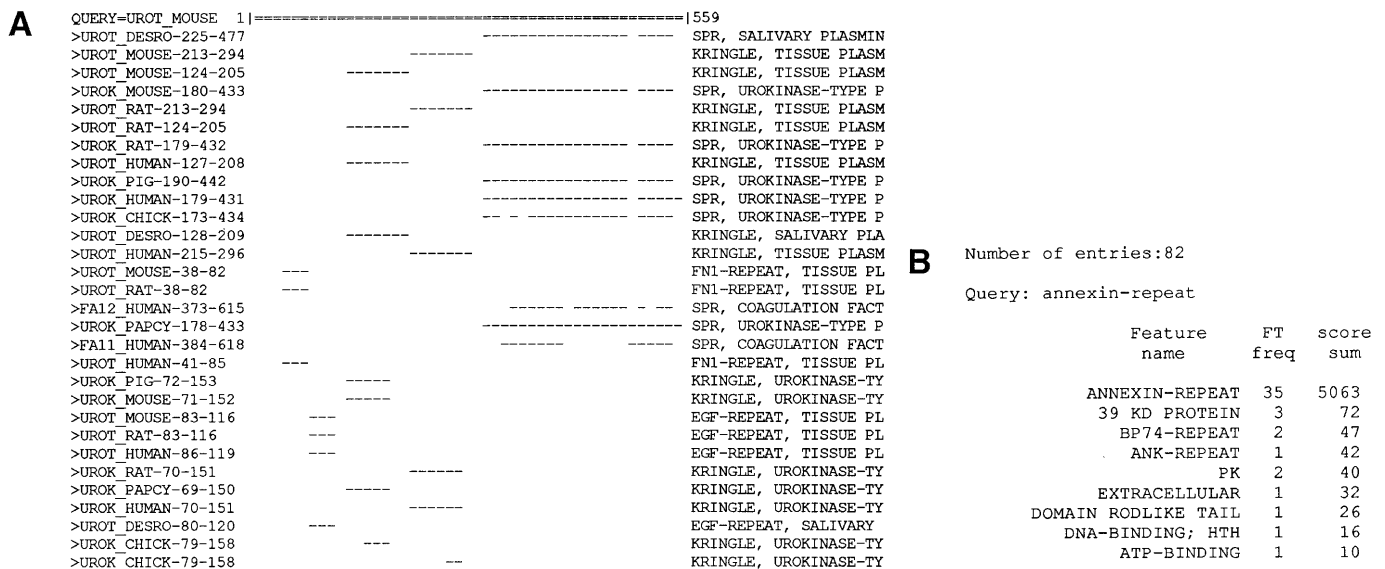 A
QUERY=UROT_MOUSE 1|================================================|559
>UROT_DESRO-225-477 ---------------- ---- SPR, SALIVARY PLASMIN
>UROT_MOUSE-213-294 ------- KRINGLE, TISSUE PLASM
>UROT_MOUSE-124-205 ------- KRINGLE, TISSUE PLASM
>UROK_MOUSE-180-433 ---------------- ---- SPR, UROKINASE-TYPE P
>UROT_RAT-213-294 ------- KRINGLE, TISSUE PLASM
>UROT_RAT-124-205 ------- KRINGLE, TISSUE PLASM
>UROK_RAT-179-432 ---------------- ---- SPR, UROKINASE-TYPE P
>UROT_HUMAN-127-208 ------- KRINGLE, TISSUE PLASM
>UROK_PIG-190-442 ---------------- ---- SPR, UROKINASE-TYPE P
>UROK_HUMAN-179-431 ---------------- ----- SPR, UROKINASE-TYPE P
>UROK_CHICK-173-434 -- - ----------- ---- SPR, UROKINASE-TYPE P
>UROT_DESRO-128-209 ------- KRINGLE, SALIVARY PLA
>UROT_HUMAN-215-296 ------- KRINGLE, TISSUE PLASM
>UROT_MOUSE-38-82 --- FN1-REPEAT, TISSUE PL
>UROT_RAT-38-82 --- FN1-REPEAT, TISSUE PL
>FA12_HUMAN-373-615 ------ ---- - ---- SPR, COAGULATION FACT
>UROK_PAPCY-178-433 ---------------------- SPR, UROKINASE-TYPE P
>FA11_HUMAN-384-618 ------- ----- SPR, COAGULATION FACT
>UROT_HUMAN-41-85 --- FN1-REPEAT, TISSUE PL
>UROK_PIG-72-153 ----- KRINGLE, UROKINASE-TY
>UROK_MOUSE-71-152 ----- KRINGLE, UROKINASE-TY
>UROT_MOUSE-83-116 --- EGF-REPEAT, TISSUE PL
>UROT_RAT-83-116 --- EGF-REPEAT, TISSUE PL
>UROT_HUMAN-86-119 --- EGF-REPEAT, TISSUE PL
>UROK_RAT-70-151 ------ KRINGLE, UROKINASE-TY
>UROK_PAPCY-69-150 ----- KRINGLE, UROKINASE-TY
>UROK_HUMAN-70-151 ------ KRINGLE, UROKINASE-TY
>UROT_DESRO-80-120 --- EGF-REPEAT, SALIVARY
>UROK_CHICK-79-158 --- KRINGLE, UROKINASE-TY
>UROK_CHICK-79-158 -- KRINGLE, UROKINASE-TY
B
Number of entries:82
Query: annexin-repeat
Feature FT score
name freq sum
ANNEXIN-REPEAT 35 5063
39 KD PROTEIN 3 72
BP74-REPEAT 2 47
ANK-REPEAT 1 42
PK 2 40
EXTRACELLULAR 1 32
DOMAIN RODLIKE TAIL 1 26
DNA-BINDING; HTH 1 16
ATP-BINDING 1 10